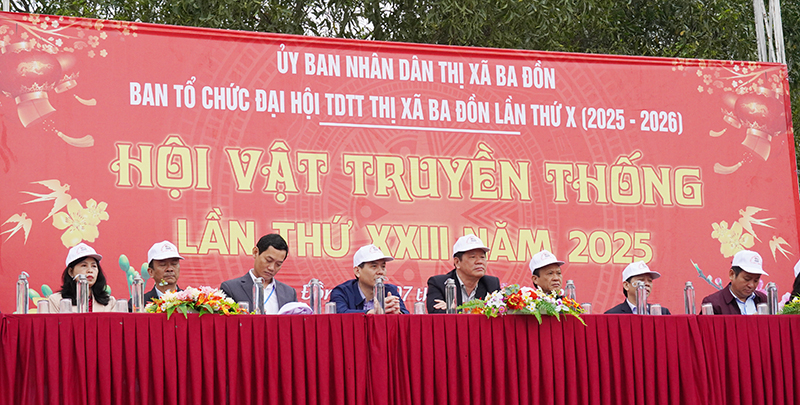 ỦY BAN NHÂN DÂN THỊ XÃ BA ĐỒN
BAN TỔ CHỨC ĐẠI HỘI TDTT THỊ XÃ BA ĐỒN LẦN THỨ X (2025 - 2026)
HỘI VẬT TRUYỀN THỐNG
LẦN THỨ XXIII NĂM 2025